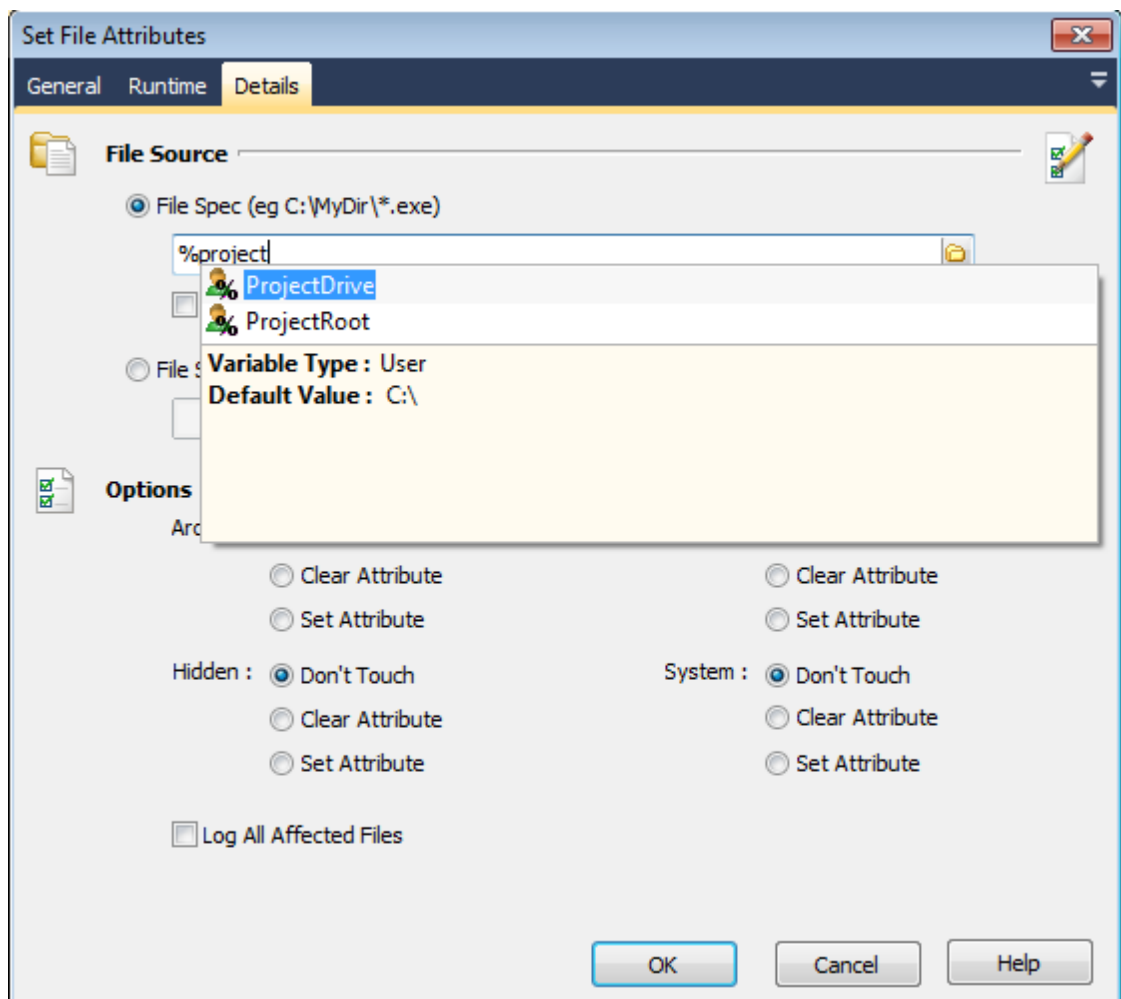 Set File Attributes
General Runtime Details
File Source
File Spec (eg C:\MyDir\*.exe)
%project
ProjectDrive
ProjectRoot
File
Variable Type : User
Default Value : C:\
Options
Clear Attribute Clear Attribute
Set Attribute Set Attribute
Hidden : Don't Touch System : Don't Touch
Clear Attribute Clear Attribute
Set Attribute Set Attribute
Log All Affected Files
OK Cancel Help